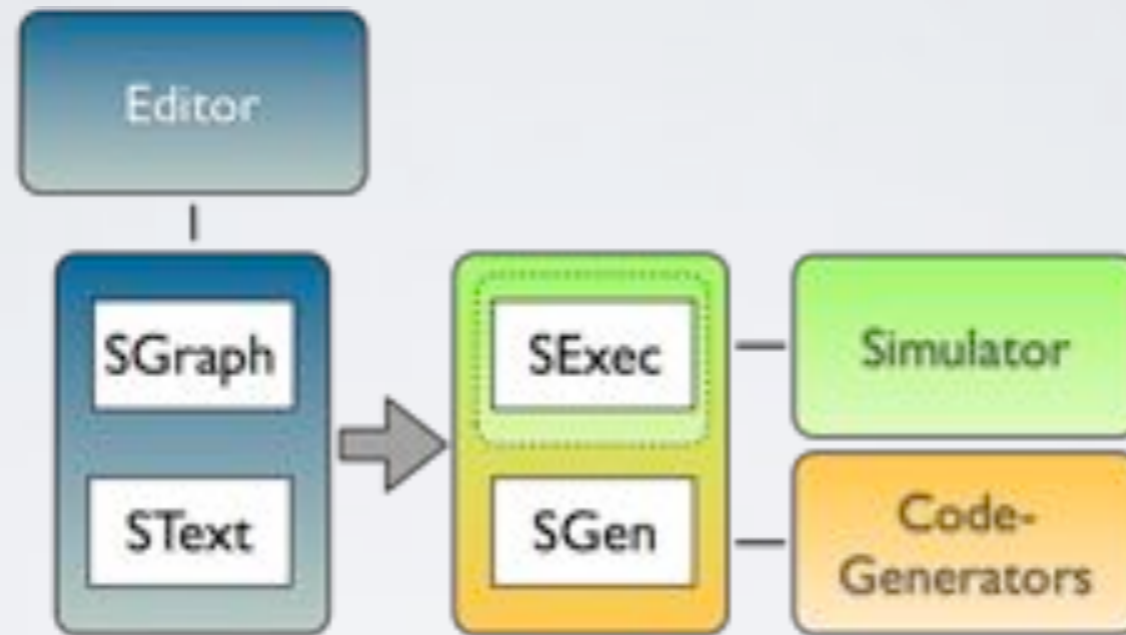 Editor
SGraph
SText
SExec
SGen
Simulator
Code-
Generators